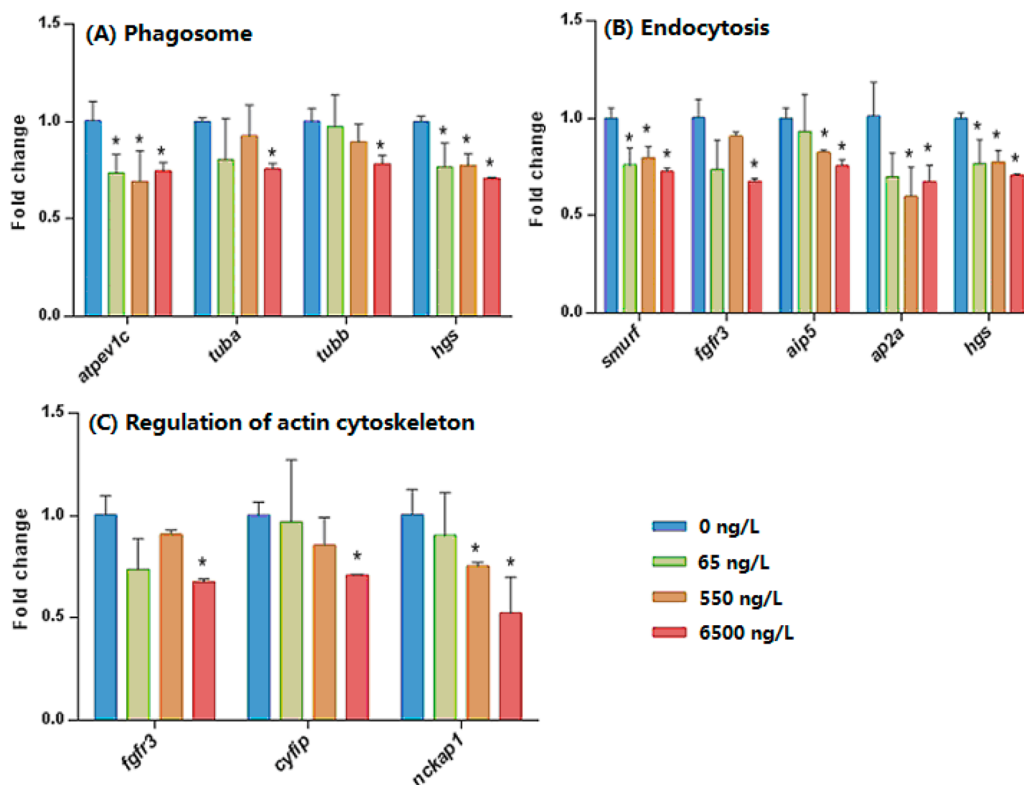 (A) Phagosome
Fold change
1.5
1.0
0.5
0.0
* * * * * * * *
atpev1c tuba tubb hgs
(B) Endocytosis
Fold change
1.5
1.0
0.5
0.0
* * * * * * * * * * * *
smurf fgfr3 aip5 ap2a hgs
(C) Regulation of actin cytoskeleton
Fold change
1.5
1.0
0.5
0.0
* * * *
fgfr3 cyfip nckap1
0 ng/L
65 ng/L
550 ng/L
6500 ng/L